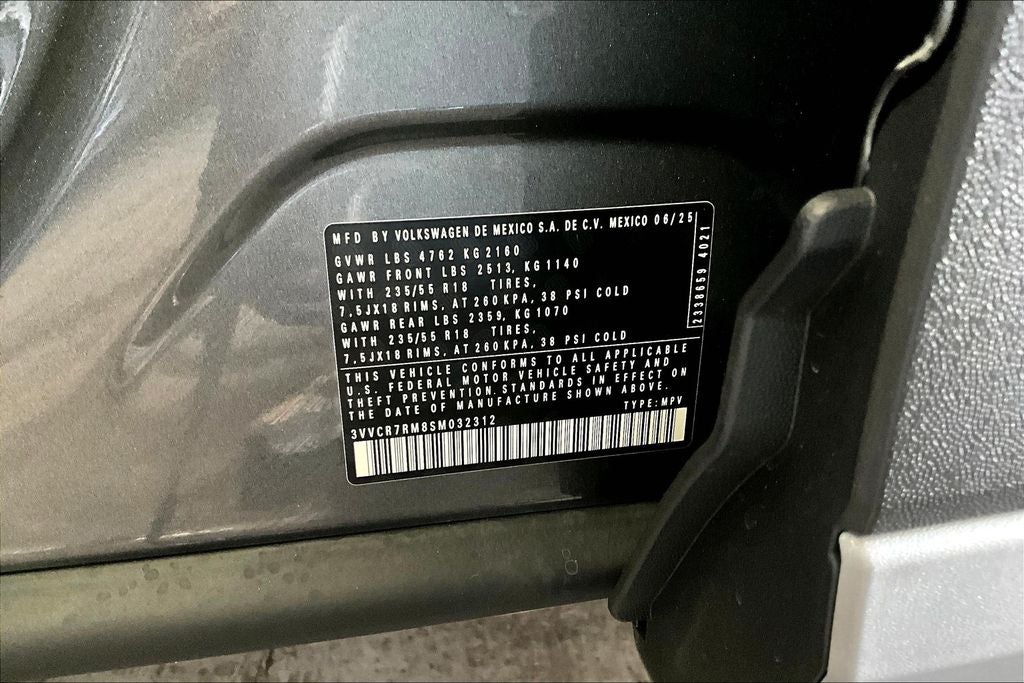 MFD BY VOLKSWAGEN DE MEXICO S.A. DE C.V. MEXICO 06/25
GVWR LBS 4762 KG 2160
GAWR FRONT LBS 2513, KG 1140
WITH 235/55 R18 TIRES,
7,5JX18 RIMS, AT 260 KPA, 38 PSI COLD
GAWR REAR LBS 2359, KG 1070
WITH 235/55 R18 TIRES,
7,5JX18 RIMS, AT 260 KPA, 38 PSI COLD
2338659 4021
THIS VEHICLE CONFORMS TO ALL APPLICABLE
U.S. FEDERAL MOTOR VEHICLE SAFETY AND
THEFT PREVENTION STANDARDS IN EFFECT ON
THE DATE OF MANUFACTURE SHOWN ABOVE.
TYPE: MPV
3VVCR7RM8SM032312